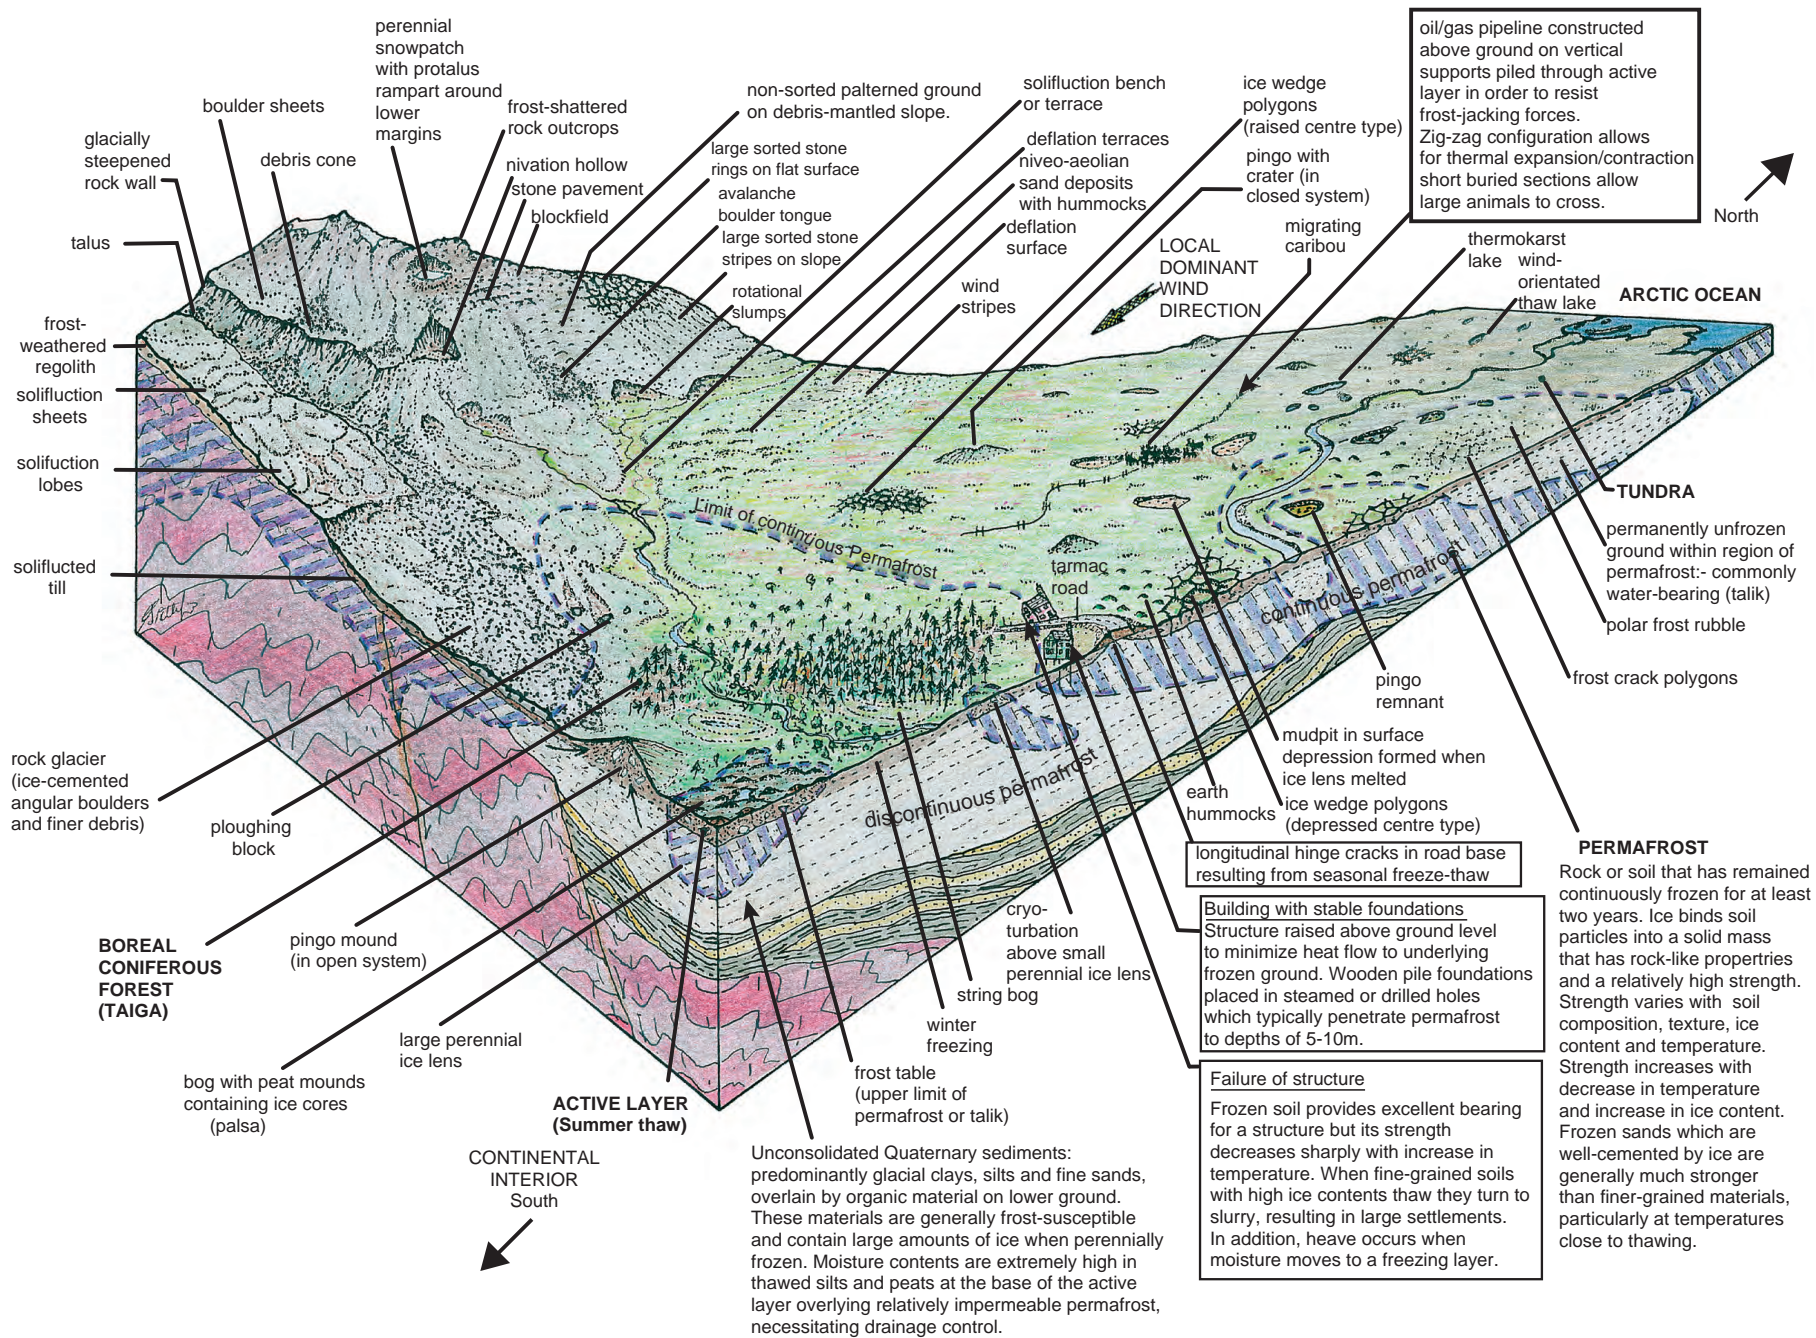 perennial
snowpatch
with protalus
rampart around
lower
margins
boulder sheets
glacially
steepened
rock wall
debris cone
frost-shattered
rock outcrops
nivation hollow
stone pavement
blockfield
non-sorted palterned ground
on debris-mantled slope.
large sorted stone
rings on flat surface
avalanche
boulder tongue
large sorted stone
stripes on slope
rotational
slumps
solifluction bench
or terrace
deflation terraces
niveo-aeolian
sand deposits
with hummocks
deflation
surface
wind
stripes
ice wedge
polygons
(raised centre type)
pingo with
crater (in
closed system)
migrating
caribou
LOCAL
DOMINANT
WIND
DIRECTION
oil/gas pipeline constructed
above ground on vertical
supports piled through active
layer in order to resist
frost-jacking forces.
Zig-zag configuration allows
for thermal expansion/contraction
short buried sections allow
large animals to cross.
North
thermokarst
lake
wind-
orientated
thaw lake
ARCTIC OCEAN
talus
frost-
weathered
regolith
solifluction
sheets
solifuction
lobes
soliflucted
till
Limit of continuous Permafrost
tarmac
road
continuous permafrost
discontinuous permafrost
TUNDRA
permanently unfrozen
ground within region of
permafrost:- commonly
water-bearing (talik)
polar frost rubble
frost crack polygons
pingo
remnant
mudpit in surface
depression formed when
ice lens melted
ice wedge polygons
(depressed centre type)
earth
hummocks
longitudinal hinge cracks in road base
resulting from seasonal freeze-thaw
Building with stable foundations
Structure raised above ground level
to minimize heat flow to underlying
frozen ground. Wooden pile foundations
placed in steamed or drilled holes
which typically penetrate permafrost
to depths of 5-10m.
Failure of structure
Frozen soil provides excellent bearing
for a structure but its strength
decreases sharply with increase in
temperature. When fine-grained soils
with high ice contents thaw they turn to
slurry, resulting in large settlements.
In addition, heave occurs when
moisture moves to a freezing layer.
PERMAFROST
Rock or soil that has remained
continuously frozen for at least
two years. Ice binds soil
particles into a solid mass
that has rock-like propertries
and a relatively high strength.
Strength varies with soil
composition, texture, ice
content and temperature.
Strength increases with
decrease in temperature
and increase in ice content.
Frozen sands which are
well-cemented by ice are
generally much stronger
than finer-grained materials,
particularly at temperatures
close to thawing.
rock glacier
(ice-cemented
angular boulders
and finer debris)
ploughing
block
BOREAL
CONIFEROUS
FOREST
(TAIGA)
pingo mound
(in open system)
large perennial
ice lens
bog with peat mounds
containing ice cores
(palsa)
ACTIVE LAYER
(Summer thaw)
CONTINENTAL
INTERIOR
South
cryo-
turbation
above small
perennial ice lens
string bog
winter
freezing
frost table
(upper limit of
permafrost or talik)
Unconsolidated Quaternary sediments:
predominantly glacial clays, silts and fine sands,
overlain by organic material on lower ground.
These materials are generally frost-susceptible
and contain large amounts of ice when perennially
frozen. Moisture contents are extremely high in
thawed silts and peats at the base of the active
layer overlying relatively impermeable permafrost,
necessitating drainage control.